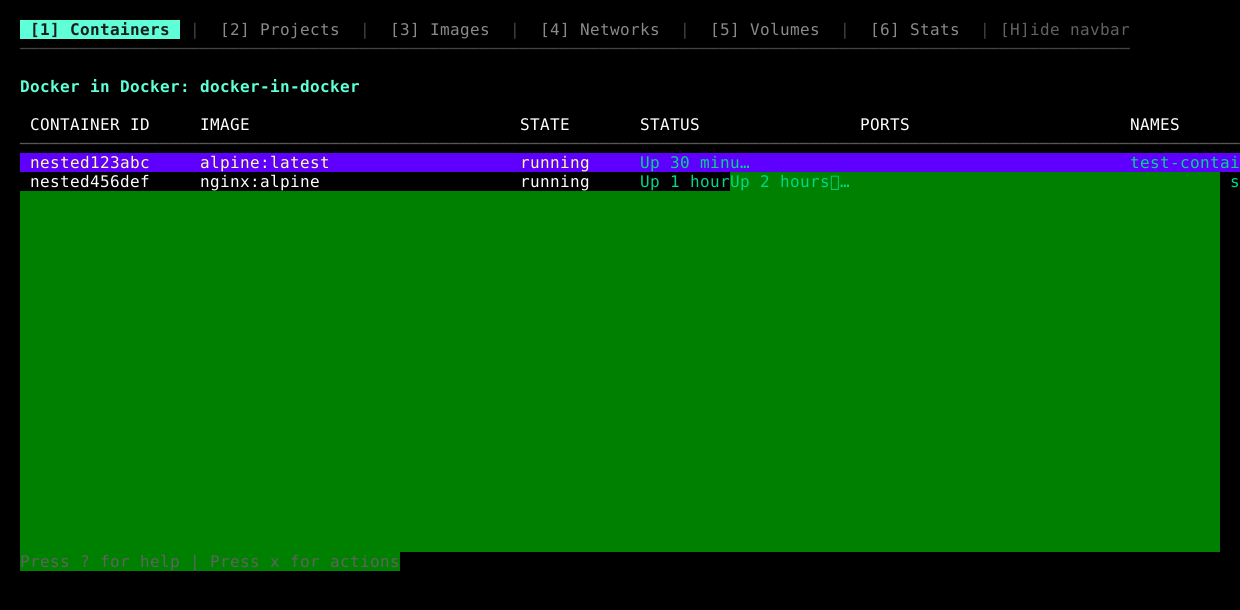 [1] Containers | [2] Projects | [3] Images | [4] Networks | [5] Volumes | [6] Stats | [H]ide navbar
Docker in Docker: docker-in-docker
CONTAINER ID IMAGE STATE STATUS PORTS NAMES
nested123abc alpine:latest running Up 30 minu… test-contai
nested456def nginx:alpine running Up 1 hourUp 2 hours▯… s
Press ? for help | Press x for actions